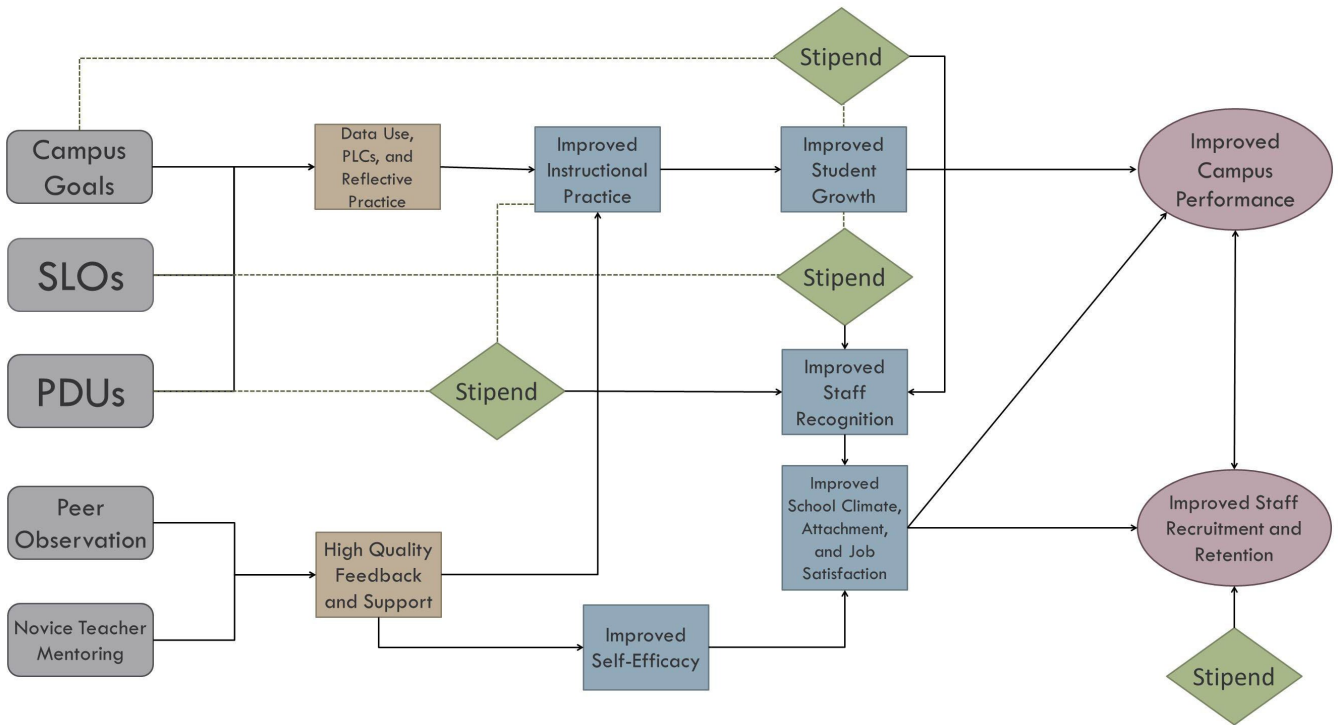 Stipend
Campus
Goals
Data Use,
PLCs, and
Reflective
Practice
Improved
Instructional
Practice
Improved
Student
Growth
Improved
Campus
Performance
SLOs
Stipend
PDUs
Stipend
Improved
Staff
Recognition
Peer
Observation
High Quality
Feedback
and Support
Improved
School Climate,
Attachment,
and Job
Satisfaction
Improved Staff
Recruitment and
Retention
Novice Teacher
Mentoring
Improved
Self-Efficacy
Stipend